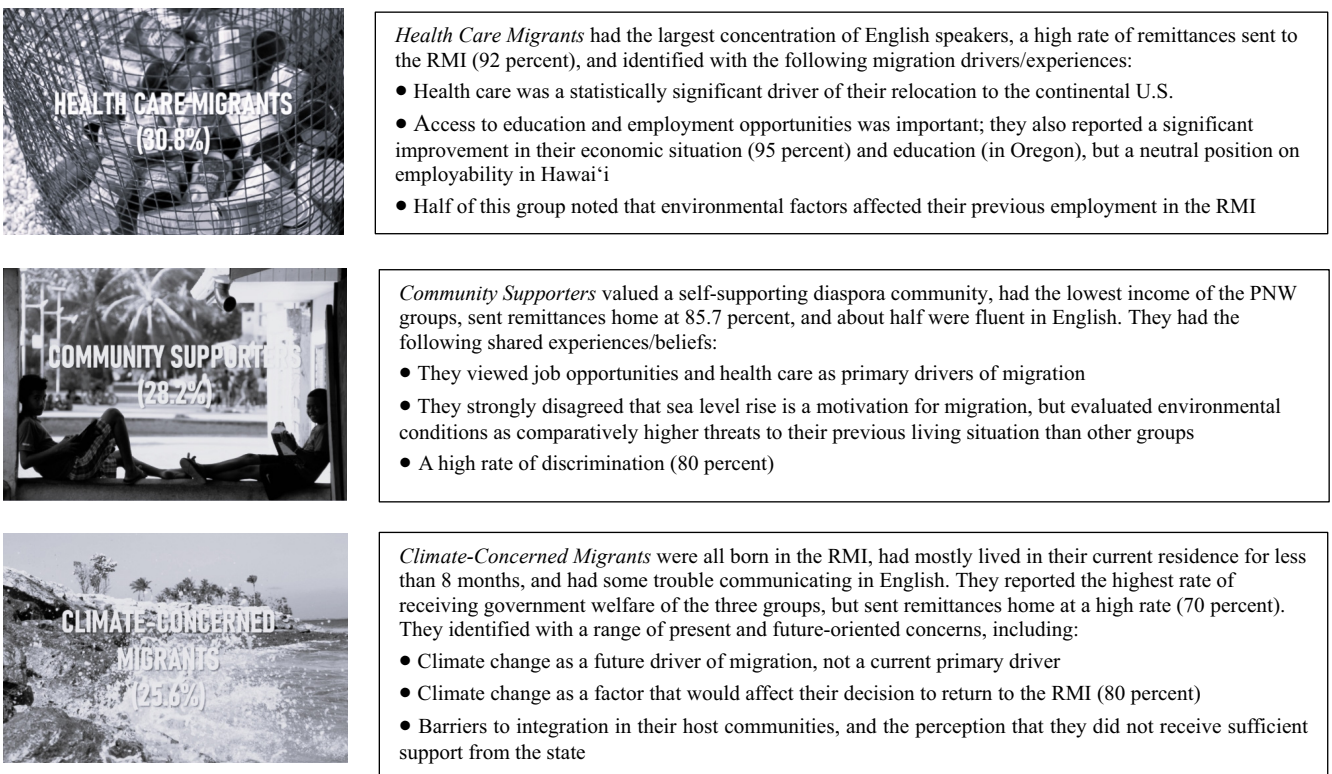 HEALTH CARE MIGRANTS
(30.8%)
Health Care Migrants had the largest concentration of English speakers, a high rate of remittances sent to
the RMI (92 percent), and identified with the following migration drivers/experiences:
● Health care was a statistically significant driver of their relocation to the continental U.S.
● Access to education and employment opportunities was important; they also reported a significant
improvement in their economic situation (95 percent) and education (in Oregon), but a neutral position on
employability in Hawai‘i
● Half of this group noted that environmental factors affected their previous employment in the RMI
COMMUNITY SUPPORTERS
(28.2%)
Community Supporters valued a self-supporting diaspora community, had the lowest income of the PNW
groups, sent remittances home at 85.7 percent, and about half were fluent in English. They had the
following shared experiences/beliefs:
● They viewed job opportunities and health care as primary drivers of migration
● They strongly disagreed that sea level rise is a motivation for migration, but evaluated environmental
conditions as comparatively higher threats to their previous living situation than other groups
● A high rate of discrimination (80 percent)
CLIMATE-CONCERNED
MIGRANTS
(25.6%)
Climate-Concerned Migrants were all born in the RMI, had mostly lived in their current residence for less
than 8 months, and had some trouble communicating in English. They reported the highest rate of
receiving government welfare of the three groups, but sent remittances home at a high rate (70 percent).
They identified with a range of present and future-oriented concerns, including:
● Climate change as a future driver of migration, not a current primary driver
● Climate change as a factor that would affect their decision to return to the RMI (80 percent)
● Barriers to integration in their host communities, and the perception that they did not receive sufficient
support from the state